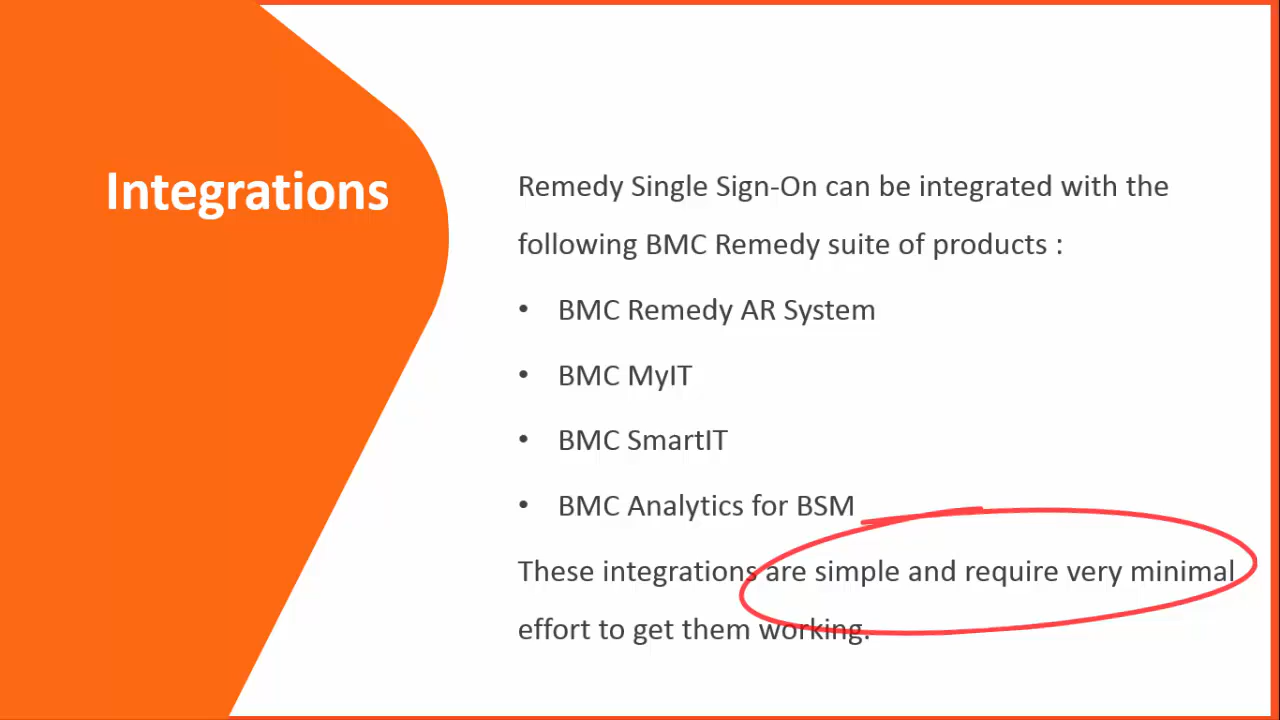 Integrations
Remedy Single Sign-On can be integrated with the
following BMC Remedy suite of products :
• BMC Remedy AR System
• BMC MyIT
• BMC SmartIT
• BMC Analytics for BSM
These integrations are simple and require very minimal
effort to get them working.